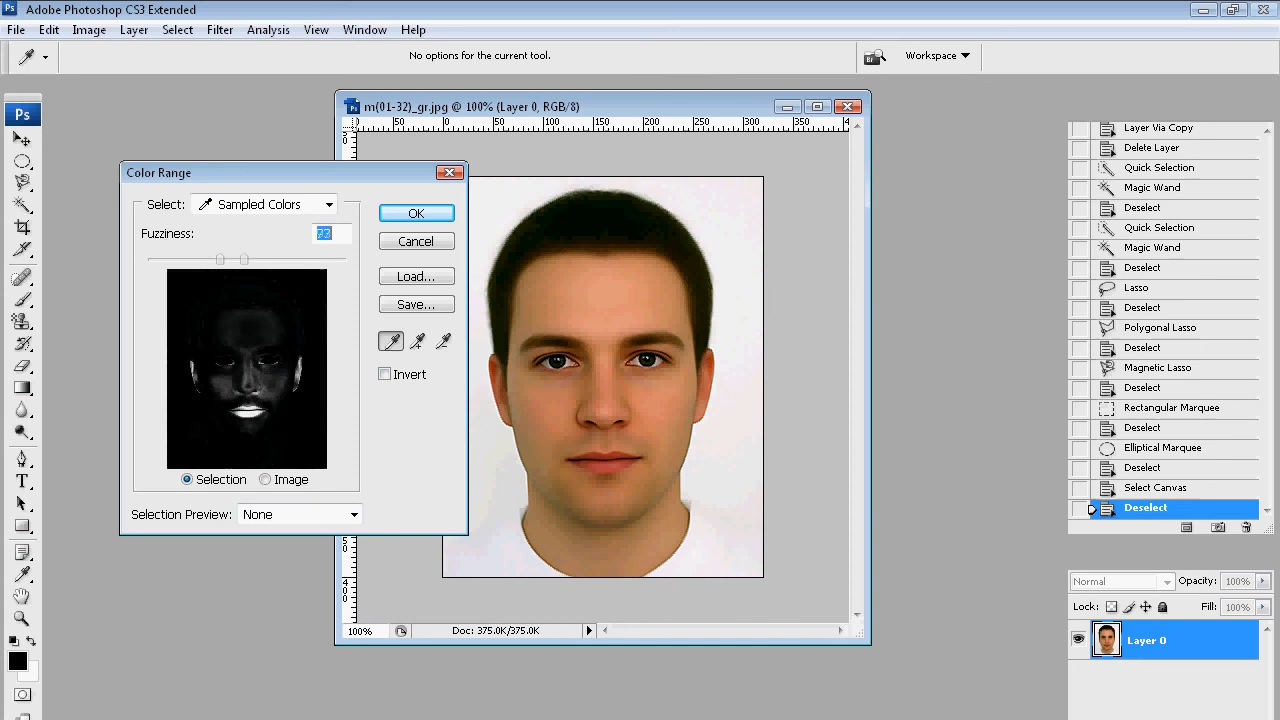 Ps Adobe Photoshop CS3 Extended
File Edit Image Layer Select Filter Analysis View Window Help
No options for the current tool.
Br Workspace
Ps
m(01-32)_gr.jpg @ 100% (Layer 0, RGB/8)
0 50 0 50 100 150 200 250 300 350
Color Range
Select: Sampled Colors
Fuzziness:
OK
Cancel
Load...
Save...
Invert
Selection Image
Selection Preview: None
100% Doc: 375.0K/375.0K
Layer Via Copy
Delete Layer
Quick Selection
Magic Wand
Deselect
Quick Selection
Magic Wand
Deselect
Lasso
Deselect
Polygonal Lasso
Deselect
Magnetic Lasso
Deselect
Rectangular Marquee
Deselect
Elliptical Marquee
Deselect
Select Canvas
Deselect
Normal Opacity: 100%
Lock: Fill: 100%
Layer 0